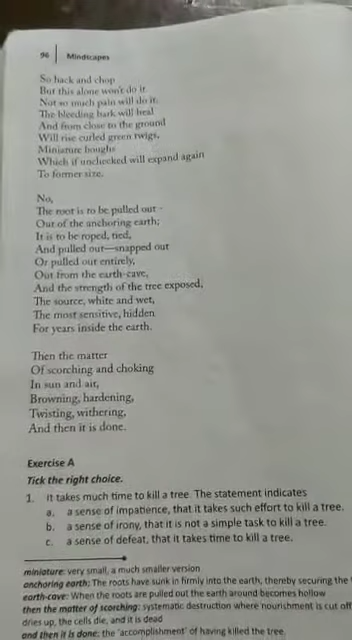 96 | Mindscapes
So hack and chop
But this alone won't do it.
Not so much pain will do it.
The bleeding bark will heal
And from close to the ground
Will rise curled green twigs,
Miniature boughs
Which if unchecked will expand again
To former size.
No,
The root is to be pulled out -
Out of the anchoring earth;
It is to be roped, tied,
And pulled out—snapped out
Or pulled out entirely,
Out from the earth-cave,
And the strength of the tree exposed,
The source, white and wet,
The most sensitive, hidden
For years inside the earth.
Then the matter
Of scorching and choking
In sun and air,
Browning, hardening,
Twisting, withering,
And then it is done.
Exercise A
Tick the right choice.
1. It takes much time to kill a tree. The statement indicates
a. a sense of impatience, that it takes such effort to kill a tree.
b. a sense of irony, that it is not a simple task to kill a tree.
c. a sense of defeat, that it takes time to kill a tree.
miniature: very small, a much smaller version
anchoring earth: The roots have sunk in firmly into the earth, thereby securing the
earth-cave: When the roots are pulled out the earth around becomes hollow
then the matter of scorching: systematic destruction where nourishment is cut off
dries up, the cells die, and it is dead
and then it is done: the 'accomplishment' of having killed the tree